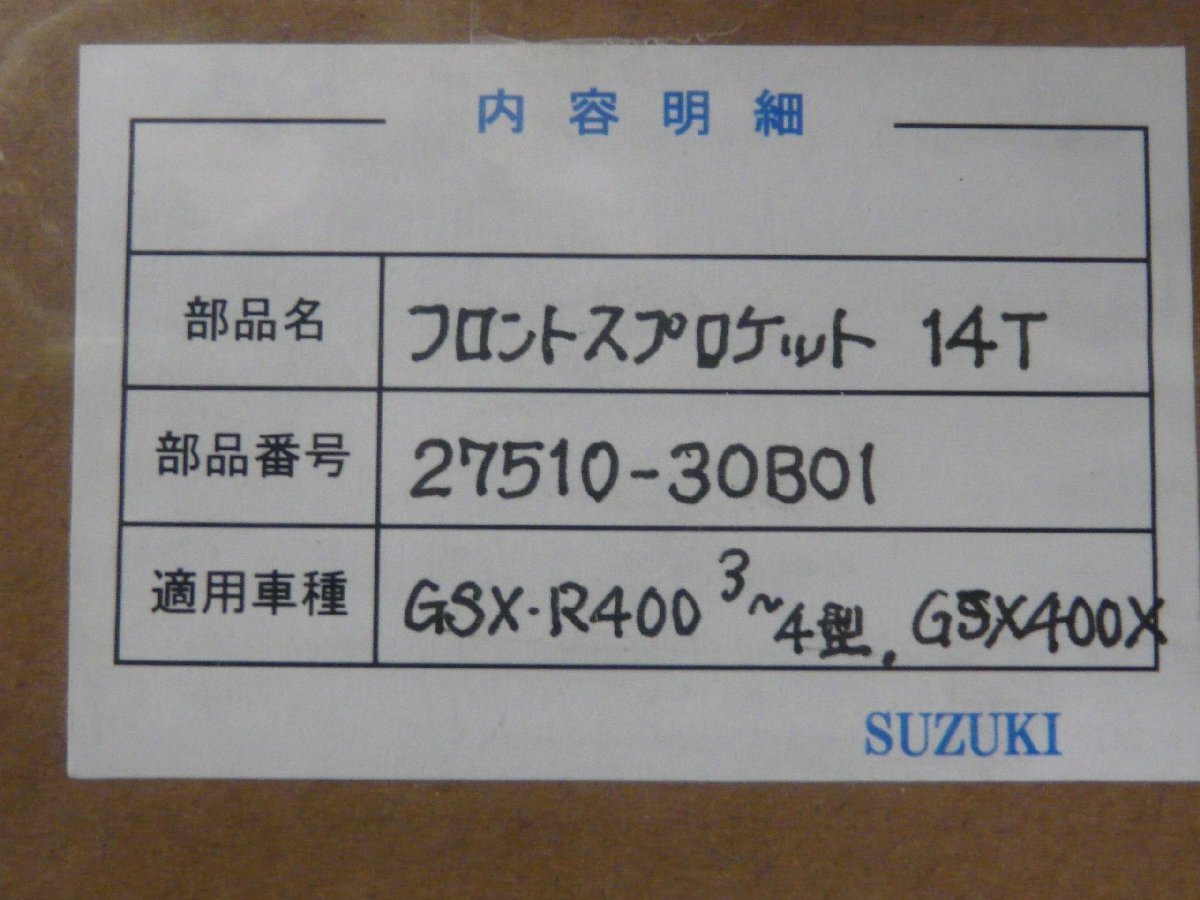 内容明細
部品名 フロントスプロケット 14T
部品番号 27510-30B01
適用車種 GSX-R400 3~4型, GSX400X
SUZUKI